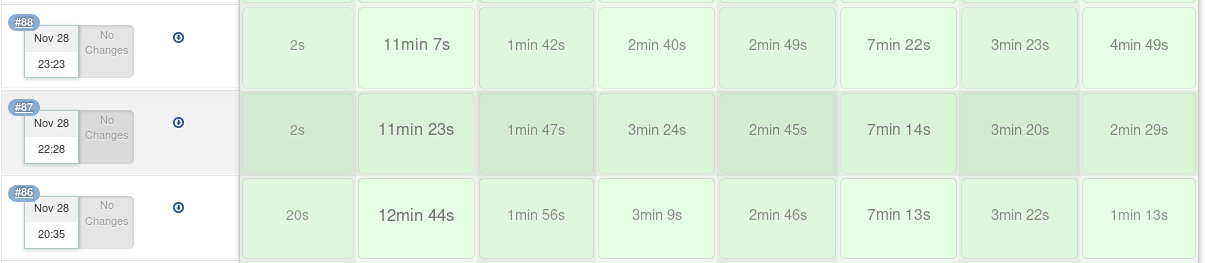 #88
Nov 28
23:23
No
Changes
2s
11min 7s
1min 42s
2min 40s
2min 49s
7min 22s
3min 23s
4min 49s
#87
Nov 28
22:28
No
Changes
2s
11min 23s
1min 47s
3min 24s
2min 45s
7min 14s
3min 20s
2min 29s
#86
Nov 28
20:35
No
Changes
20s
12min 44s
1min 56s
3min 9s
2min 46s
7min 13s
3min 22s
1min 13s